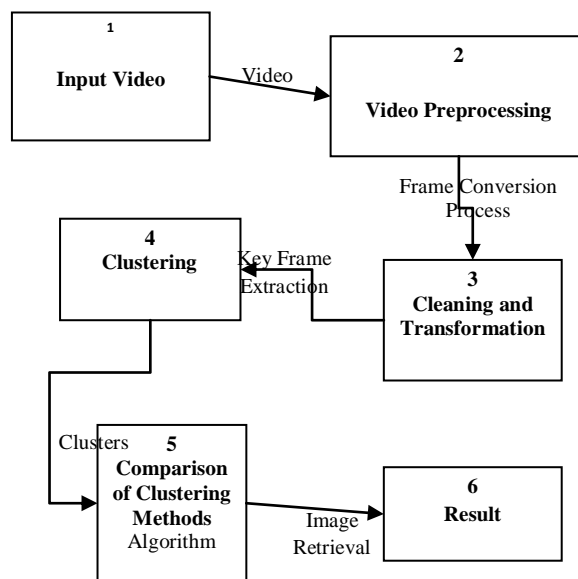 1
Input Video
Video
2
Video Preprocessing
Frame Conversion
Process
3
Cleaning and
Transformation
Key Frame
Extraction
4
Clustering
Clusters
5
Comparison
of Clustering
Methods
Algorithm
Image
Retrieval
6
Result